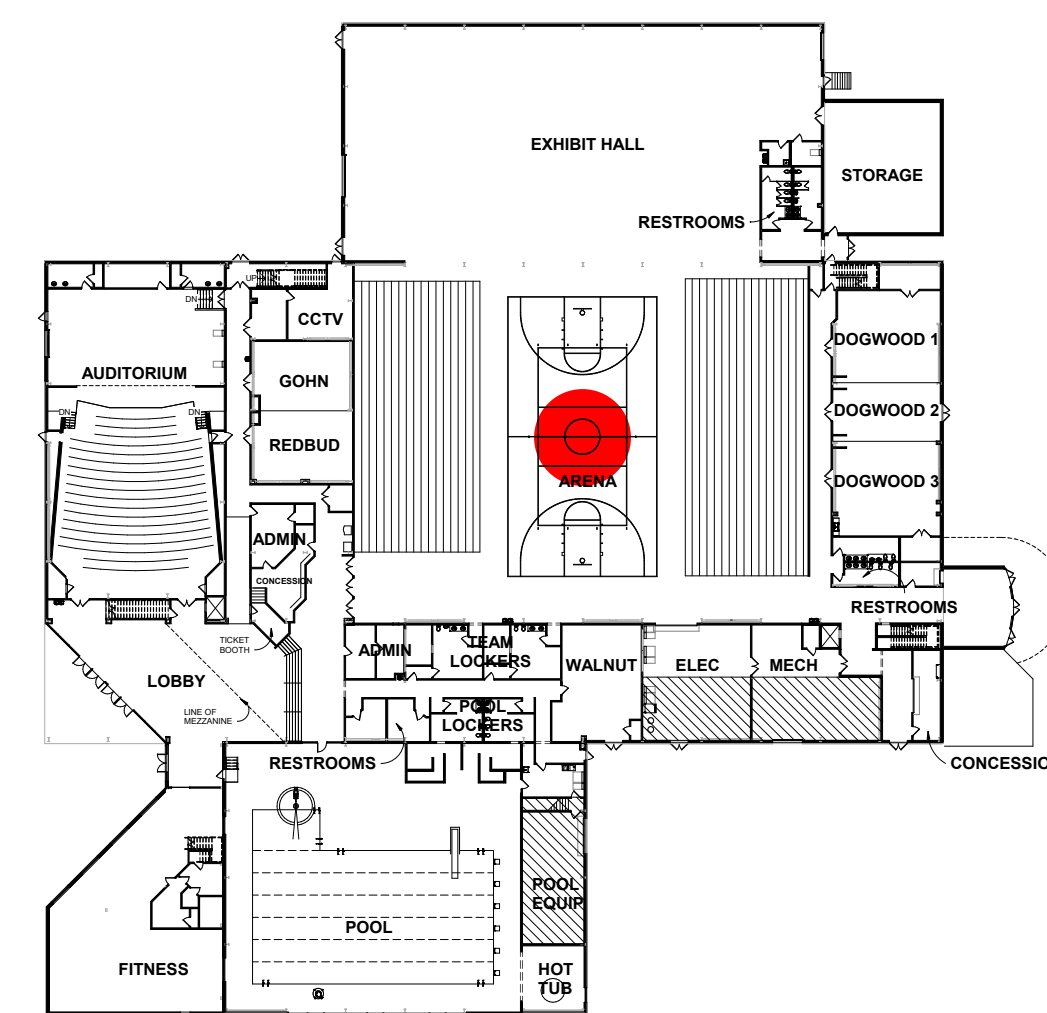 EXHIBIT HALL
STORAGE
RESTROOMS
UP
DN
CCTV
DOGWOOD 1
AUDITORIUM
GOHN
DN
DN
DOGWOOD 2
REDBUD
ARENA
DOGWOOD 3
ADMIN
CONCESSION
RESTROOMS
TICKET
BOOTH
ADMIN
TEAM
LOCKERS
WALNUT
ELEC
MECH
LOBBY
LINE OF
MEZZANINE
POOL
LOCKERS
RESTROOMS
CONCESSIO
POOL
EQUIP
POOL
FITNESS
HOT
TUB